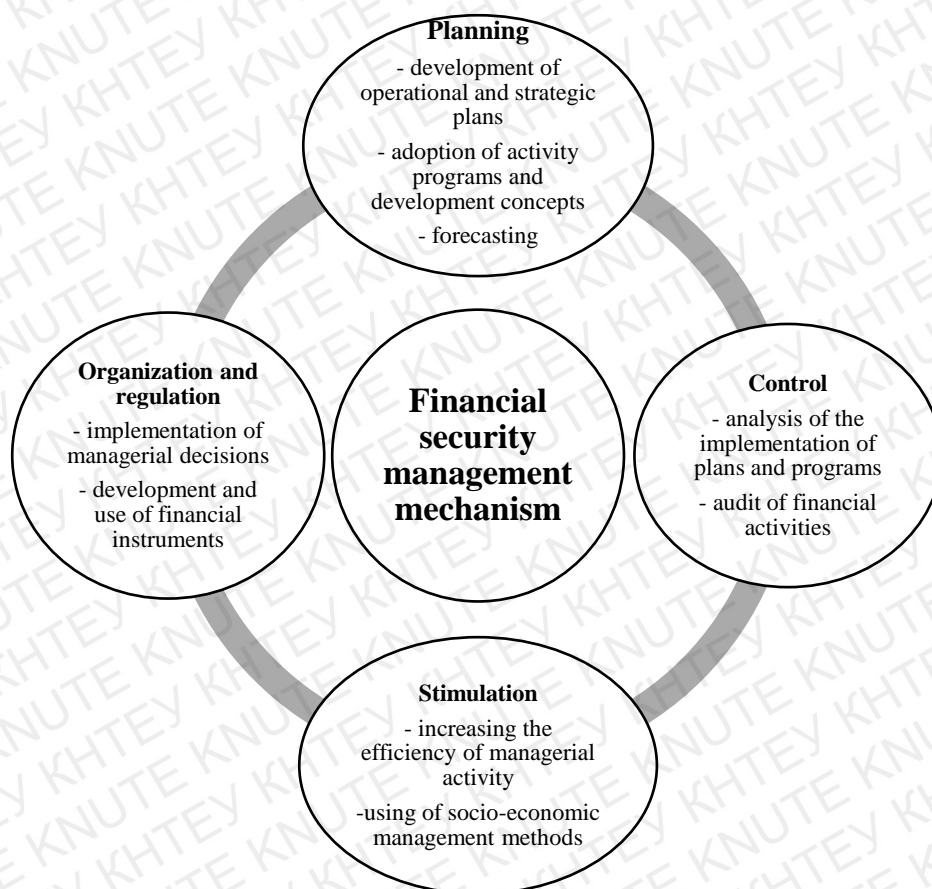 Planning
- development of
operational and strategic
plans
- adoption of activity
programs and
development concepts
- forecasting
Organization and
regulation
- implementation of
managerial decisions
- development and
use of financial
instruments
Financial
security
management
mechanism
Control
- analysis of the
implementation of
plans and programs
- audit of financial
activities
Stimulation
- increasing the
efficiency of managerial
activity
-using of socio-economic
management methods
KNUTE КНТЕУ